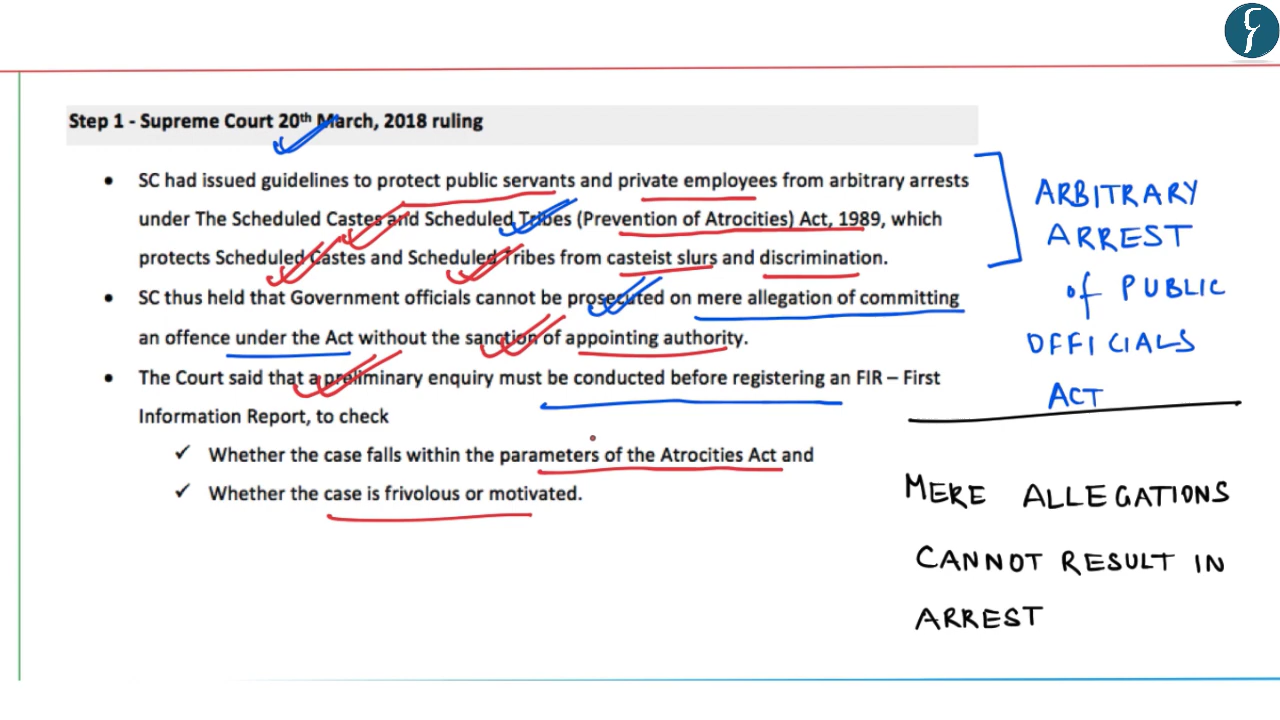 Step 1 - Supreme Court 20th March, 2018 ruling
• SC had issued guidelines to protect public servants and private employees from arbitrary arrests
under The Scheduled Castes and Scheduled Tribes (Prevention of Atrocities) Act, 1989, which
protects Scheduled Castes and Scheduled Tribes from casteist slurs and discrimination.
• SC thus held that Government officials cannot be prosecuted on mere allegation of committing
an offence under the Act without the sanction of appointing authority.
• The Court said that a preliminary enquiry must be conducted before registering an FIR – First
Information Report, to check
✓ Whether the case falls within the parameters of the Atrocities Act and
✓ Whether the case is frivolous or motivated.
ARBITRARY
ARREST
of PUBLIC
OFFICIALS
ACT
MERE ALLEGATIONS
CANNOT RESULT IN
ARREST